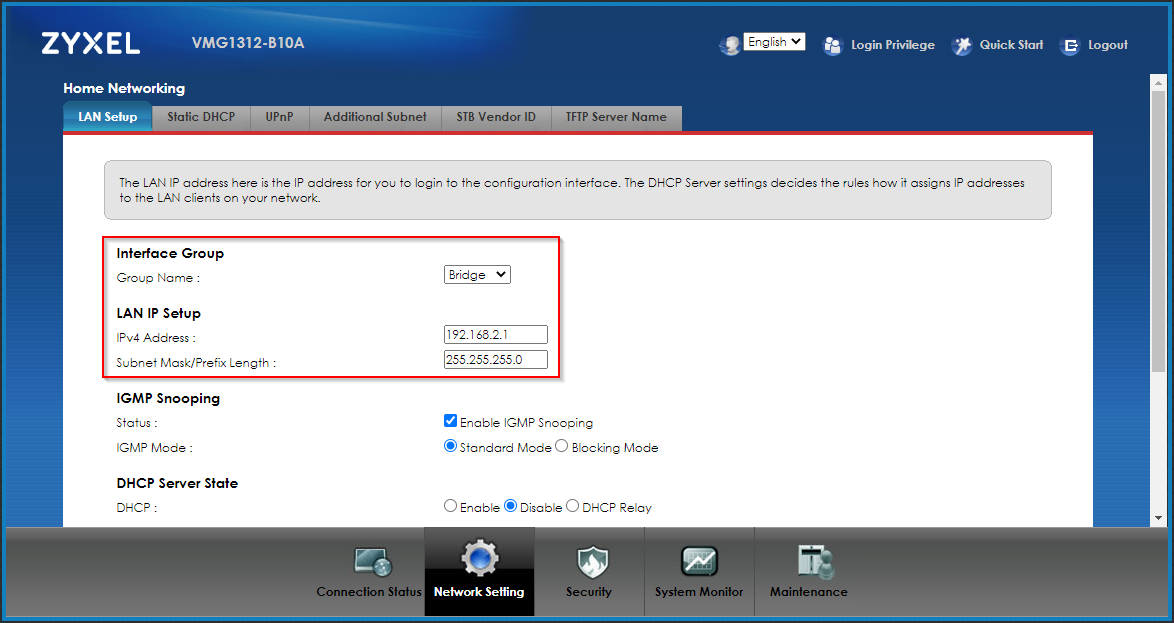 ZYXEL VMG1312-B10A English Login Privilege Quick Start Logout
Home Networking
LAN Setup Static DHCP UPnP Additional Subnet STB Vendor ID TFTP Server Name
The LAN IP address here is the IP address for you to login to the configuration interface. The DHCP Server settings decides the rules how it assigns IP addresses
to the LAN clients on your network.
Interface Group
Group Name : Bridge
LAN IP Setup
IPv4 Address : 192.168.2.1
Subnet Mask/Prefix Length : 255.255.255.0
IGMP Snooping
Status : Enable IGMP Snooping
IGMP Mode : Standard Mode Blocking Mode
DHCP Server State
DHCP : Enable Disable DHCP Relay
Connection Status Network Setting Security System Monitor Maintenance